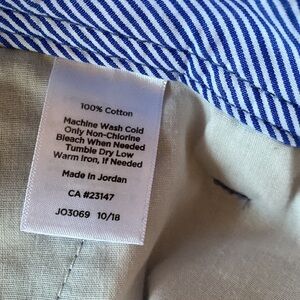 100% Cotton
Machine Wash Cold
Only Non-Chlorine
Bleach When Needed
Tumble Dry Low
Warm Iron, If Needed
Made in Jordan
CA #23147
JO3069 10/18